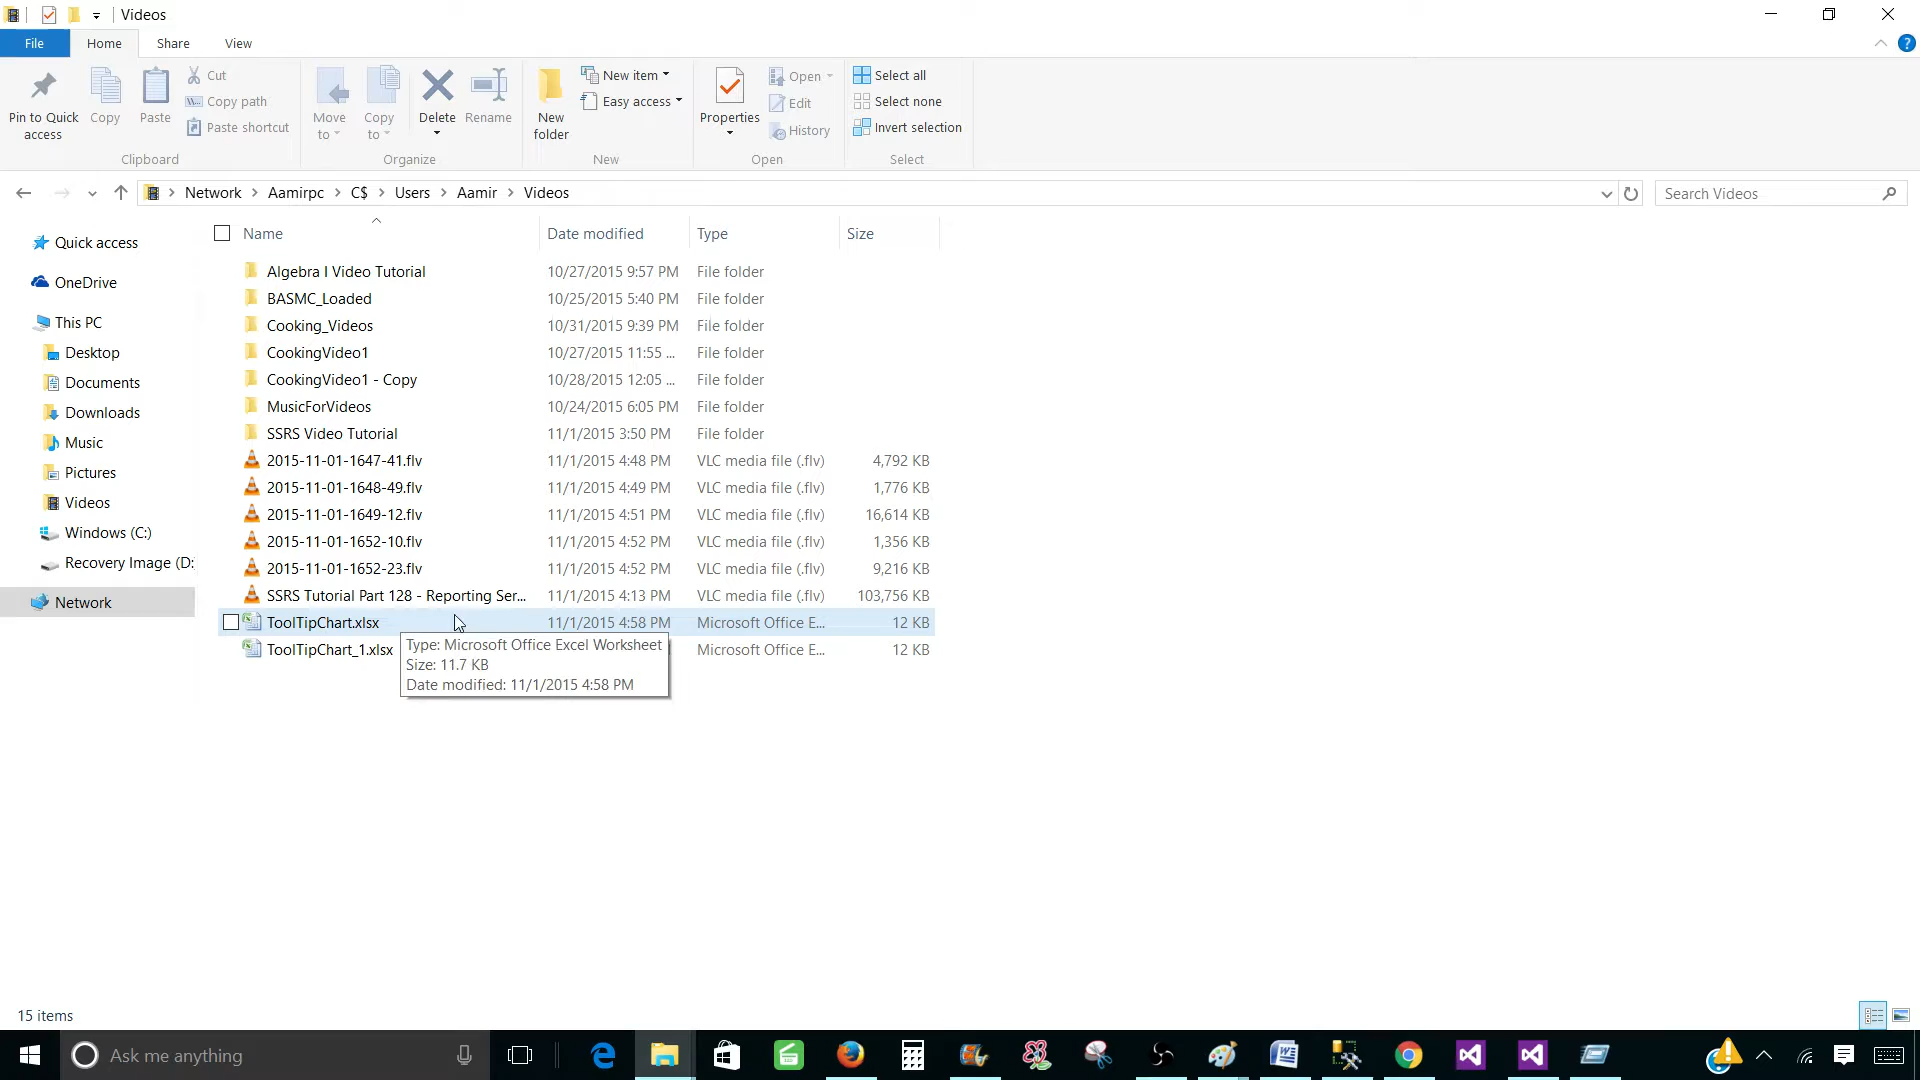 Videos
File Home Share View
Pin to Quick access
Copy
Paste
Cut
Copy path
Paste shortcut
Clipboard
Move to
Copy to
Delete
Rename
Organize
New folder
New item
Easy access
New
Properties
Open
Edit
History
Open
Select all
Select none
Invert selection
Select
Network Aamirpc C$ Users Aamir Videos
Search Videos
Quick access
OneDrive
This PC
Desktop
Documents
Downloads
Music
Pictures
Videos
Windows (C:)
Recovery Image (D:
Network
Name Date modified Type Size
Algebra I Video Tutorial 10/27/2015 9:57 PM File folder
BASMC_Loaded 10/25/2015 5:40 PM File folder
Cooking_Videos 10/31/2015 9:39 PM File folder
CookingVideo1 10/27/2015 11:55 ... File folder
CookingVideo1 - Copy 10/28/2015 12:05 ... File folder
MusicForVideos 10/24/2015 6:05 PM File folder
SSRS Video Tutorial 11/1/2015 3:50 PM File folder
2015-11-01-1647-41.flv 11/1/2015 4:48 PM VLC media file (.flv) 4,792 KB
2015-11-01-1648-49.flv 11/1/2015 4:49 PM VLC media file (.flv) 1,776 KB
2015-11-01-1649-12.flv 11/1/2015 4:51 PM VLC media file (.flv) 16,614 KB
2015-11-01-1652-10.flv 11/1/2015 4:52 PM VLC media file (.flv) 1,356 KB
2015-11-01-1652-23.flv 11/1/2015 4:52 PM VLC media file (.flv) 9,216 KB
SSRS Tutorial Part 128 - Reporting Ser... 11/1/2015 4:13 PM VLC media file (.flv) 103,756 KB
ToolTipChart.xlsx 11/1/2015 4:58 PM Microsoft Office E... 12 KB
ToolTipChart_1.xlsx Microsoft Office E... 12 KB
Type: Microsoft Office Excel Worksheet
Size: 11.7 KB
Date modified: 11/1/2015 4:58 PM
15 items
Ask me anything